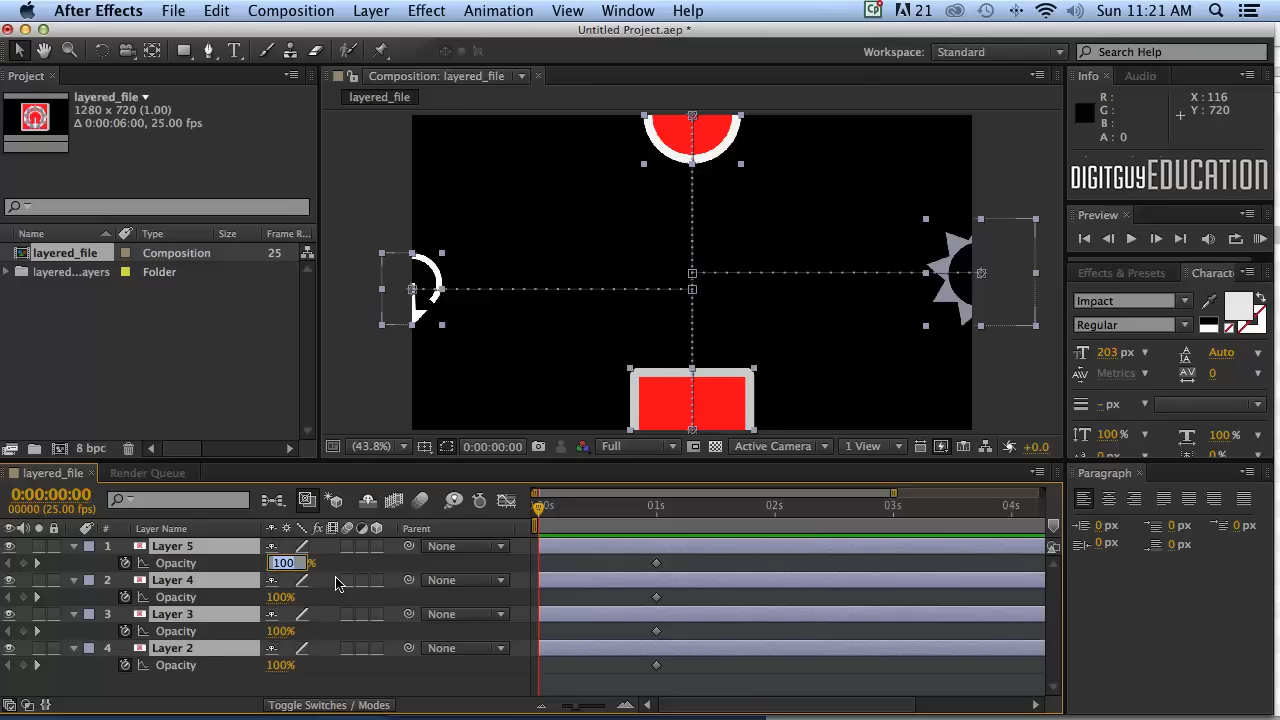 After Effects File Edit Composition Layer Effect Animation View Window Help 21 Sun 11:21 AM
Untitled Project.aep *
Workspace: Standard Search Help
Project Composition: layered_file Info Audio
layered_file
1280 x 720 (1.00)
Δ 0:00:06:00, 25.00 fps
layered_file
R :
G :
B :
A : 0
X : 116
Y : 720
DIGITGUYEDUCATION
Preview
Name Type Size Frame R...
layered_file Composition 25
layered...ayers Folder
Effects & Presets Charact
Impact
Regular
203 px Auto
Metrics 0
- px
100 % 100 %
0 px 0 %
8 bpc
(43.8%) 0:00:00:00 Full Active Camera 1 View +0.0
layered_file Render Queue
Paragraph
0:00:00:00
00000 (25.00 fps)
:00s 01s 02s 03s 04s
# Layer Name fx Parent
0 px 0 px 0 px
0 px 0 px
1 Layer 5 None
Opacity 100 %
2 Layer 4 None
Opacity 100%
3 Layer 3 None
Opacity 100%
4 Layer 2 None
Opacity 100%
Toggle Switches / Modes